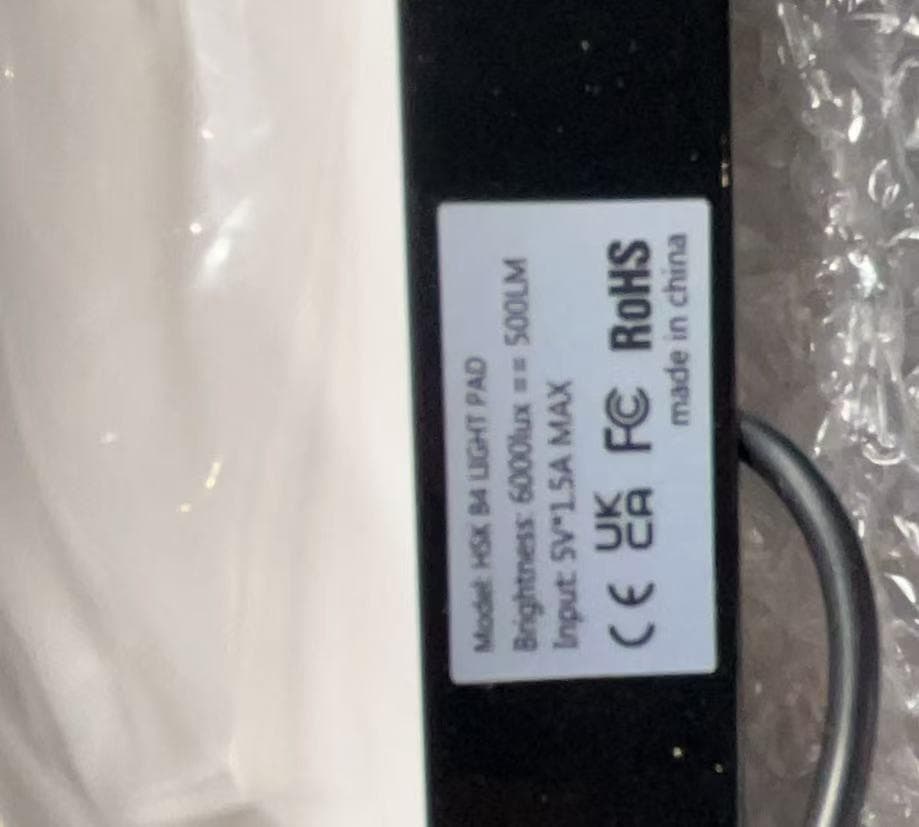 Model: HSX B4 LIGHT PAD
Brightness: 6000lux == 500LM
Input: 5V*1.5A MAX
CE UK CA FC RoHS
made in china